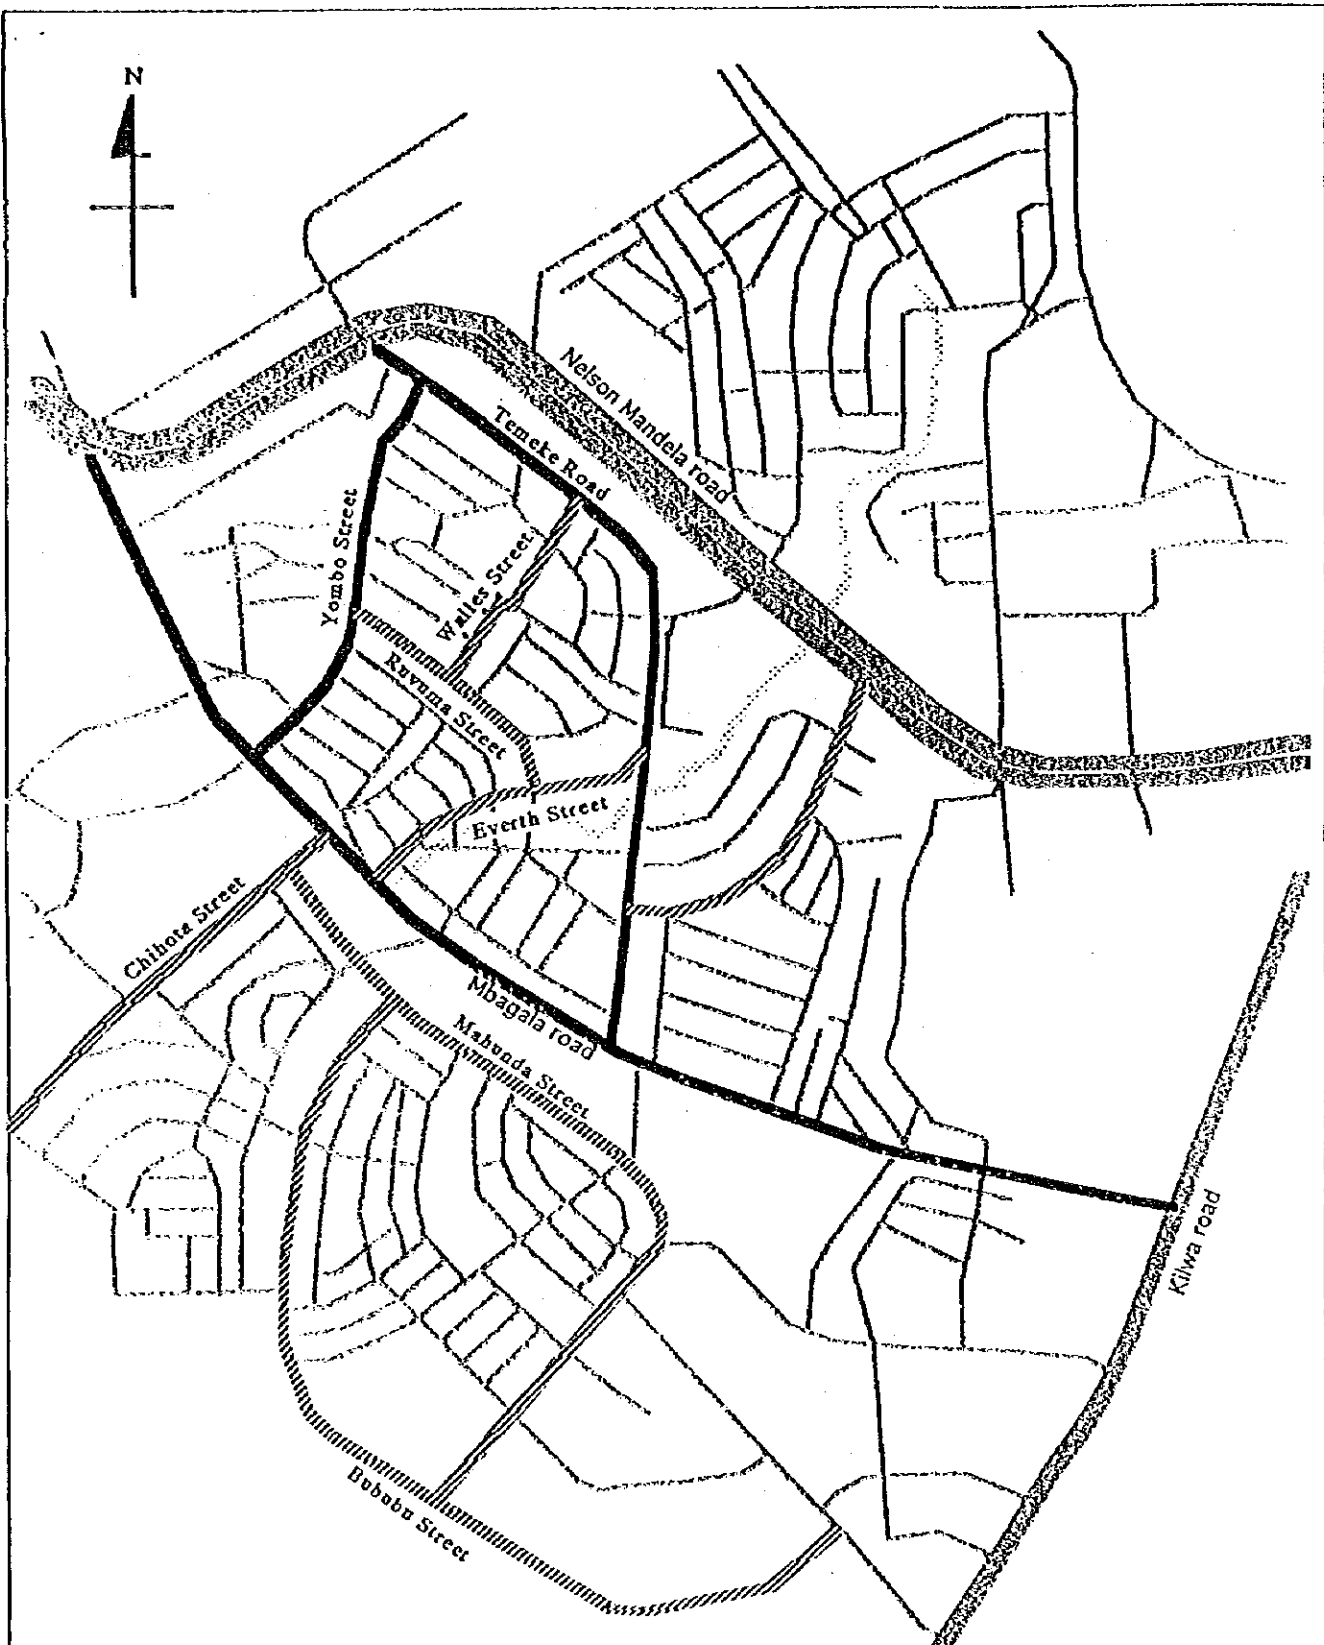 N
Nelson Mandela road
Temeke Road
Yombo Street
Walles Street
Ruvuma Street
Everth Street
Chihota Street
Mbagala road
Mahunda Street
Kilwa road
Bububu Street